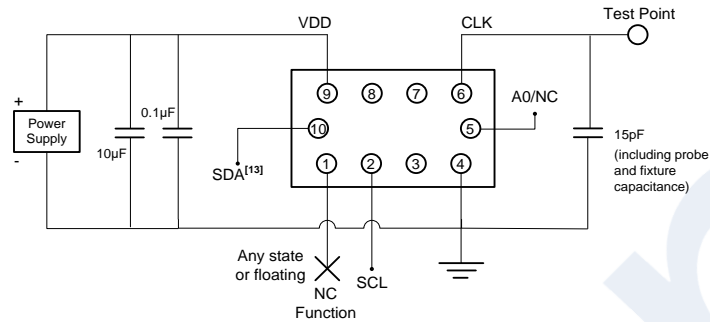 Test Point
VDD
CLK
+
Power
Supply
-
10µF
0.1µF
9
8
7
6
10
5
1
2
3
4
A0/NC
SDA[13]
15pF
(including probe
and fixture
capacitance)
Any state
or floating
NC
Function
SCL